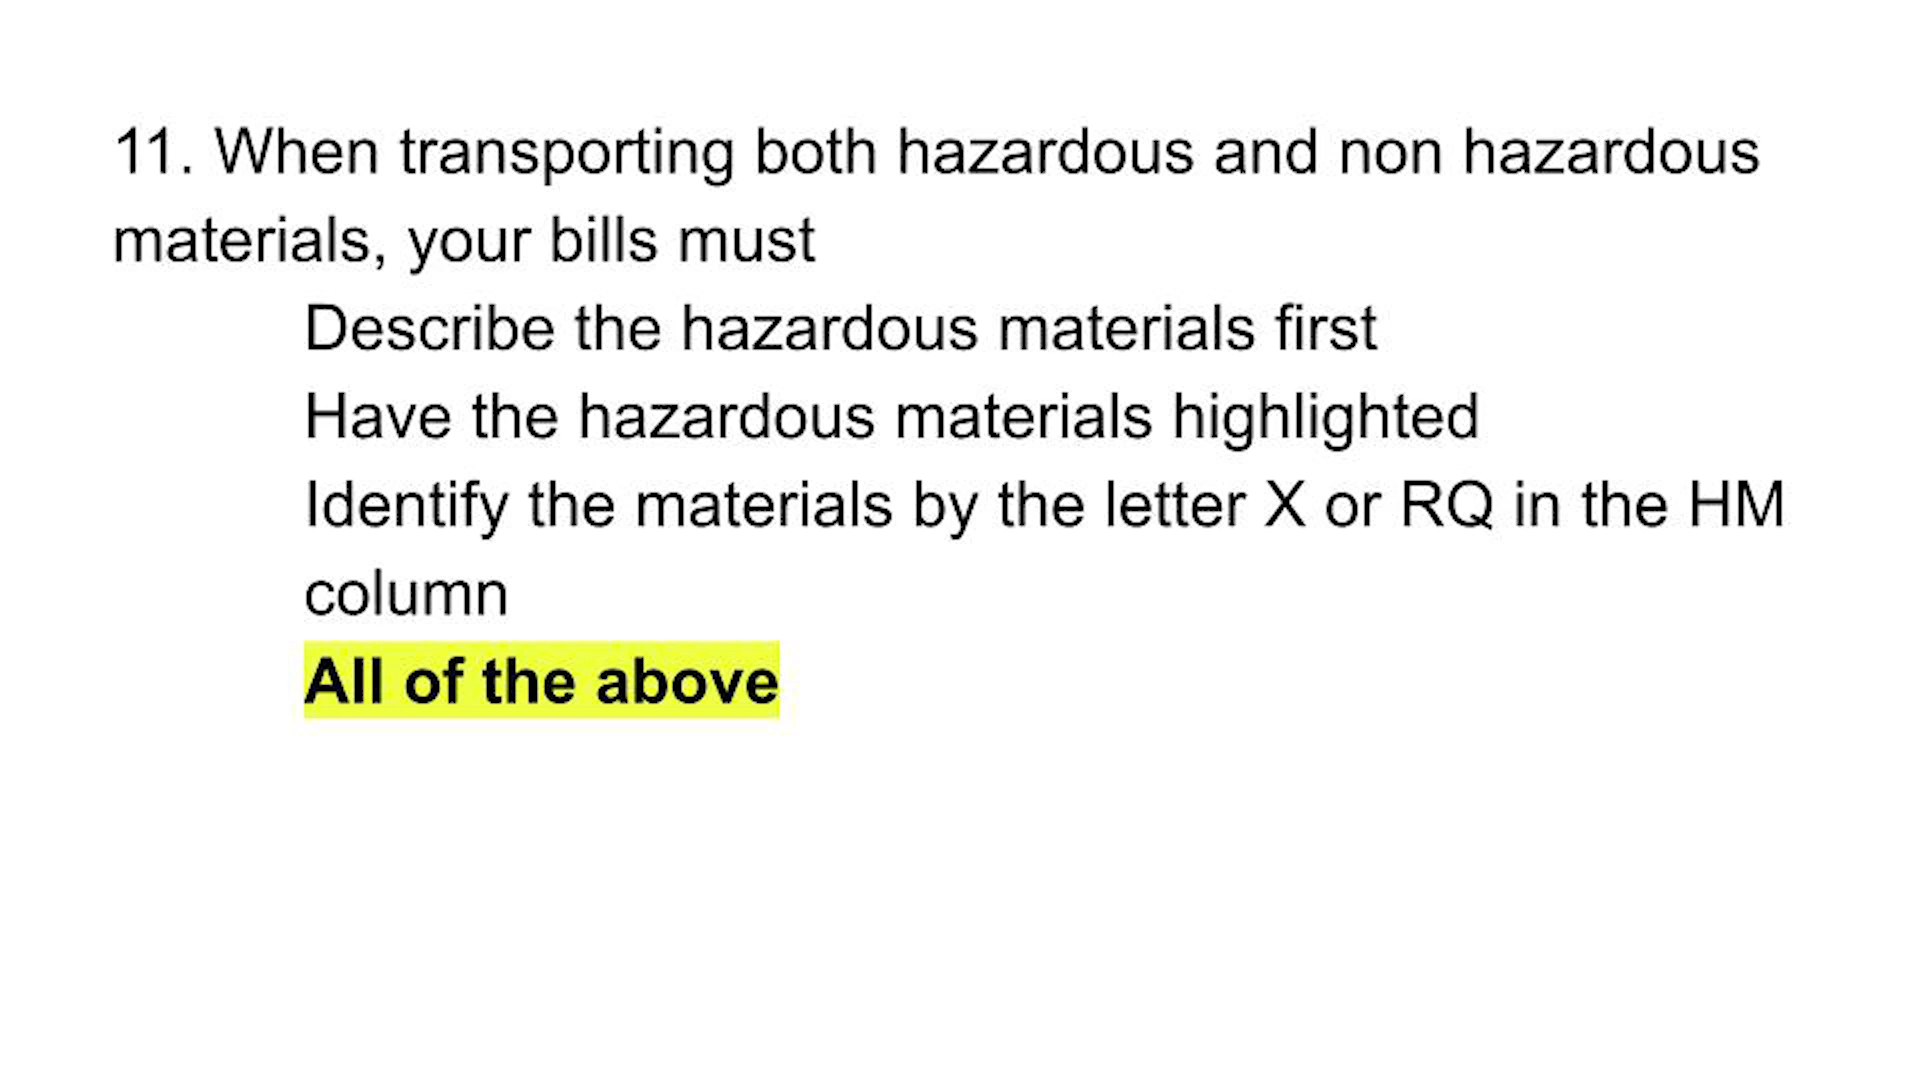 11. When transporting both hazardous and non hazardous
materials, your bills must
Describe the hazardous materials first
Have the hazardous materials highlighted
Identify the materials by the letter X or RQ in the HM
column
All of the above